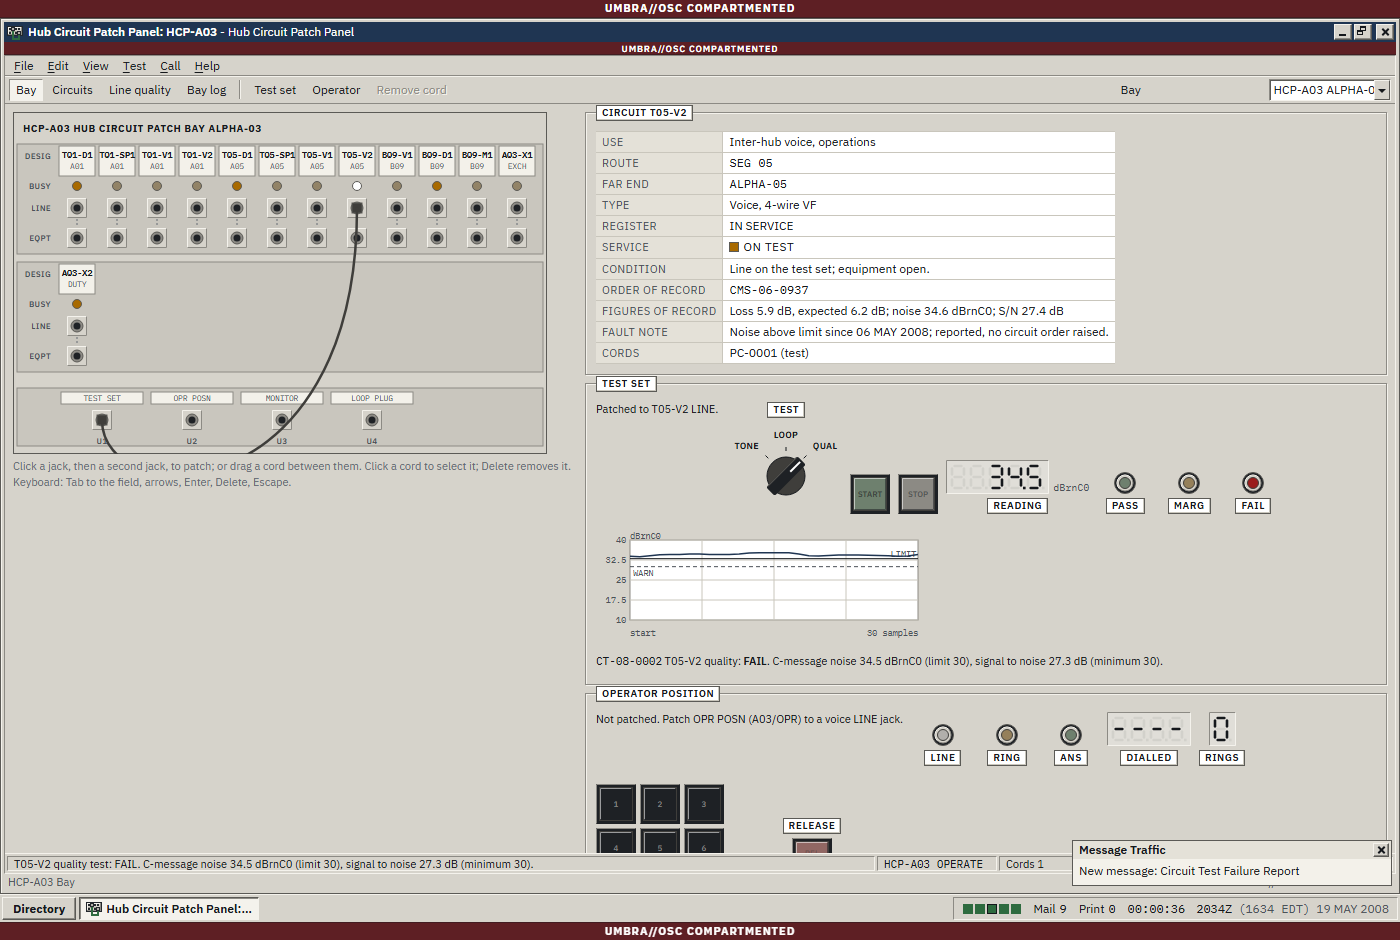 UMBRA//OSC COMPARTMENTED
Hub Circuit Patch Panel: HCP-A03 - Hub Circuit Patch Panel
UMBRA//OSC COMPARTMENTED
File Edit View Test Call Help
Bay Circuits Line quality Bay log Test set Operator Remove cord Bay HCP-A03 ALPHA-0
HCP-A03 HUB CIRCUIT PATCH BAY ALPHA-03
DESIG T01-D1 T01-SP1 T01-V1 T01-V2 T05-D1 T05-SP1 T05-V1 T05-V2 B09-V1 B09-D1 B09-M1 A03-X1
A01 A01 A01 A01 A05 A05 A05 A05 B09 B09 B09 EXCH
BUSY
LINE
EQPT
DESIG A03-X2
DUTY
BUSY
LINE
EQPT
TEST SET OPR POSN MONITOR LOOP PLUG
U1 U2 U3 U4
Click a jack, then a second jack, to patch; or drag a cord between them. Click a cord to select it; Delete removes it.
Keyboard: Tab to the field, arrows, Enter, Delete, Escape.
CIRCUIT T05-V2
USE Inter-hub voice, operations
ROUTE SEG 05
FAR END ALPHA-05
TYPE Voice, 4-wire VF
REGISTER IN SERVICE
SERVICE ON TEST
CONDITION Line on the test set; equipment open.
ORDER OF RECORD CMS-06-0937
FIGURES OF RECORD Loss 5.9 dB, expected 6.2 dB; noise 34.6 dBrnC0; S/N 27.4 dB
FAULT NOTE Noise above limit since 06 MAY 2008; reported, no circuit order raised.
CORDS PC-0001 (test)
TEST SET
Patched to T05-V2 LINE.
TEST
TONE LOOP QUAL
START STOP
34.5 dBrnC0
READING PASS MARG FAIL
dBrnC0
40
32.5
25
17.5
10
LIMIT
WARN
start 30 samples
CT-08-0002 T05-V2 quality: FAIL. C-message noise 34.5 dBrnC0 (limit 30), signal to noise 27.3 dB (minimum 30).
OPERATOR POSITION
Not patched. Patch OPR POSN (A03/OPR) to a voice LINE jack.
---- 0
LINE RING ANS DIALLED RINGS
1 2 3
4 5 6
RELEASE
T05-V2 quality test: FAIL. C-message noise 34.5 dBrnC0 (limit 30), signal to noise 27.3 dB (minimum 30).
HCP-A03 OPERATE Cords 1
HCP-A03 Bay
Message Traffic
New message: Circuit Test Failure Report
Directory Hub Circuit Patch Panel:... Mail 9 Print 0 00:00:36 2034Z (1634 EDT) 19 MAY 2008
UMBRA//OSC COMPARTMENTED